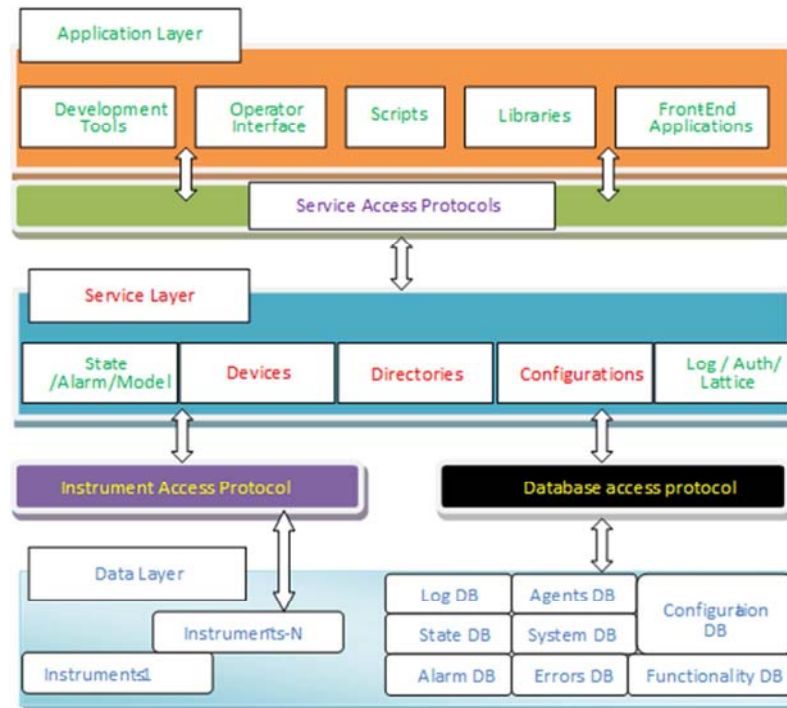 Application Layer
Development
Tools
Operator
Interface
Scripts
Libraries
FrontEnd
Applications
Service Access Protocols
Service Layer
State
/Alarm/Model
Devices
Directories
Configurations
Log / Auth/
Lattice
Instrument Access Protocol
Database access protocol
Data Layer
Instruments-N
Instruments1
Log DB
Agents DB
Configuration
DB
State DB
System DB
Alarm DB
Errors DB
Functionality DB